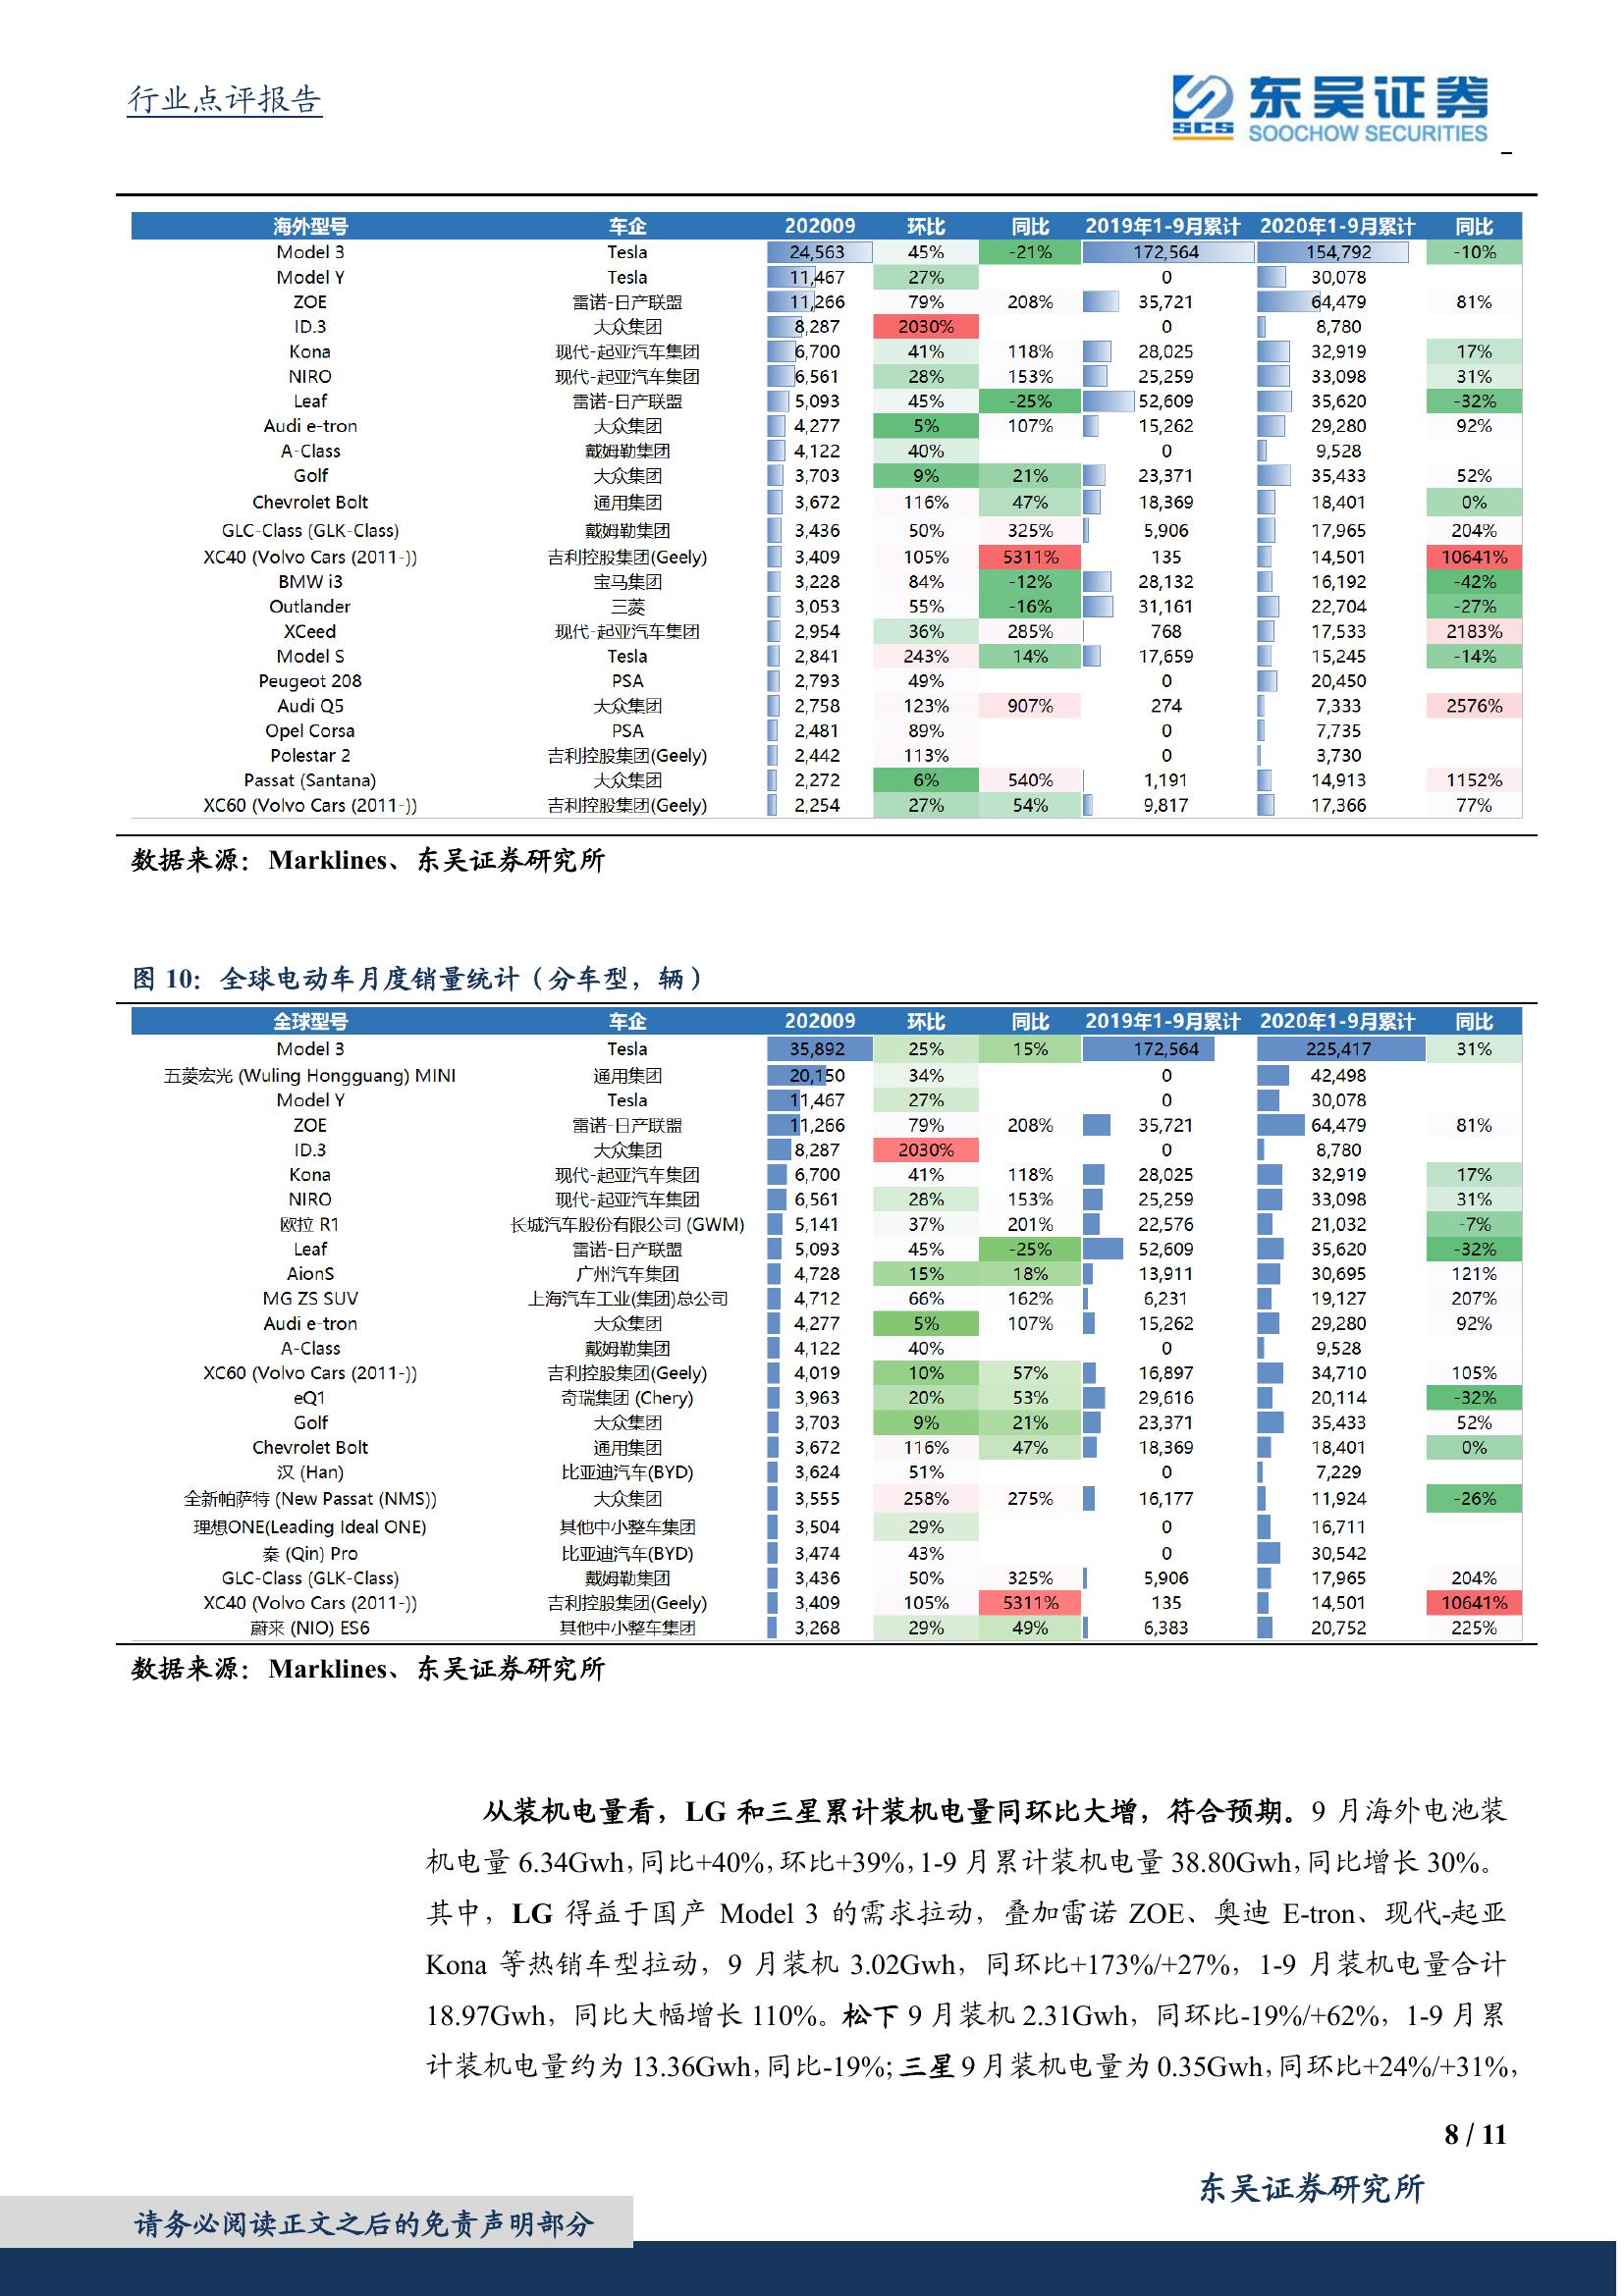 行业点评报告
东吴证券
SCS SOOCHOW SECURITIES
海外型号 车企 202009 环比 同比 2019年1-9月累计 2020年1-9月累计 同比
Model 3 Tesla 24,563 45% -21% 172,564 154,792 -10%
Model Y Tesla 11,467 27% 0 30,078
ZOE 雷诺-日产联盟 11,266 79% 208% 35,721 64,479 81%
ID.3 大众集团 8,287 2030% 0 8,780
Kona 现代-起亚汽车集团 6,700 41% 118% 28,025 32,919 17%
NIRO 现代-起亚汽车集团 6,561 28% 153% 25,259 33,098 31%
Leaf 雷诺-日产联盟 5,093 45% -25% 52,609 35,620 -32%
Audi e-tron 大众集团 4,277 5% 107% 15,262 29,280 92%
A-Class 戴姆勒集团 4,122 40% 0 9,528
Golf 大众集团 3,703 9% 21% 23,371 35,433 52%
Chevrolet Bolt 通用集团 3,672 116% 47% 18,369 18,401 0%
GLC-Class (GLK-Class) 戴姆勒集团 3,436 50% 325% 5,906 17,965 204%
XC40 (Volvo Cars (2011-)) 吉利控股集团(Geely) 3,409 105% 5311% 135 14,501 10641%
BMW i3 宝马集团 3,228 84% -12% 28,132 16,192 -42%
Outlander 三菱 3,053 55% -16% 31,161 22,704 -27%
XCeed 现代-起亚汽车集团 2,954 36% 285% 768 17,533 2183%
Model S Tesla 2,841 243% 14% 17,659 15,245 -14%
Peugeot 208 PSA 2,793 49% 0 20,450
Audi Q5 大众集团 2,758 123% 907% 274 7,333 2576%
Opel Corsa PSA 2,481 89% 0 7,735
Polestar 2 吉利控股集团(Geely) 2,442 113% 0 3,730
Passat (Santana) 大众集团 2,272 6% 540% 1,191 14,913 1152%
XC60 (Volvo Cars (2011-)) 吉利控股集团(Geely) 2,254 27% 54% 9,817 17,366 77%
数据来源：Marklines、东吴证券研究所
图 10：全球电动车月度销量统计（分车型，辆）
全球型号 车企 202009 环比 同比 2019年1-9月累计 2020年1-9月累计 同比
Model 3 Tesla 35,892 25% 15% 172,564 225,417 31%
五菱宏光 (Wuling Hongguang) MINI 通用集团 20,150 34% 0 42,498
Model Y Tesla 11,467 27% 0 30,078
ZOE 雷诺-日产联盟 11,266 79% 208% 35,721 64,479 81%
ID.3 大众集团 8,287 2030% 0 8,780
Kona 现代-起亚汽车集团 6,700 41% 118% 28,025 32,919 17%
NIRO 现代-起亚汽车集团 6,561 28% 153% 25,259 33,098 31%
欧拉 R1 长城汽车股份有限公司 (GWM) 5,141 37% 201% 22,576 21,032 -7%
Leaf 雷诺-日产联盟 5,093 45% -25% 52,609 35,620 -32%
AionS 广州汽车集团 4,728 15% 18% 13,911 30,695 121%
MG ZS SUV 上海汽车工业(集团)总公司 4,712 66% 162% 6,231 19,127 207%
Audi e-tron 大众集团 4,277 5% 107% 15,262 29,280 92%
A-Class 戴姆勒集团 4,122 40% 0 9,528
XC60 (Volvo Cars (2011-)) 吉利控股集团(Geely) 4,019 10% 57% 16,897 34,710 105%
eQ1 奇瑞集团 (Chery) 3,963 20% 53% 29,616 20,114 -32%
Golf 大众集团 3,703 9% 21% 23,371 35,433 52%
Chevrolet Bolt 通用集团 3,672 116% 47% 18,369 18,401 0%
汉 (Han) 比亚迪汽车(BYD) 3,624 51% 0 7,229
全新帕萨特 (New Passat (NMS)) 大众集团 3,555 258% 275% 16,177 11,924 -26%
理想ONE(Leading Ideal ONE) 其他中小整车集团 3,504 29% 0 16,711
秦 (Qin) Pro 比亚迪汽车(BYD) 3,474 43% 0 30,542
GLC-Class (GLK-Class) 戴姆勒集团 3,436 50% 325% 5,906 17,965 204%
XC40 (Volvo Cars (2011-)) 吉利控股集团(Geely) 3,409 105% 5311% 135 14,501 10641%
蔚来 (NIO) ES6 其他中小整车集团 3,268 29% 49% 6,383 20,752 225%
数据来源：Marklines、东吴证券研究所
从装机电量看，LG 和三星累计装机电量同环比大增，符合预期。9 月海外电池装
机电量 6.34Gwh，同比+40%，环比+39%，1-9 月累计装机电量 38.80Gwh，同比增长 30%。
其中，LG 得益于国产 Model 3 的需求拉动，叠加雷诺 ZOE、奥迪 E-tron、现代-起亚
Kona 等热销车型拉动，9 月装机 3.02Gwh，同环比+173%/+27%，1-9 月装机电量合计
18.97Gwh，同比大幅增长 110%。松下 9 月装机 2.31Gwh，同环比-19%/+62%，1-9 月累
计装机电量约为 13.36Gwh，同比-19%；三星 9 月装机电量为 0.35Gwh，同环比+24%/+31%，
8 / 11
东吴证券研究所
请务必阅读正文之后的免责声明部分